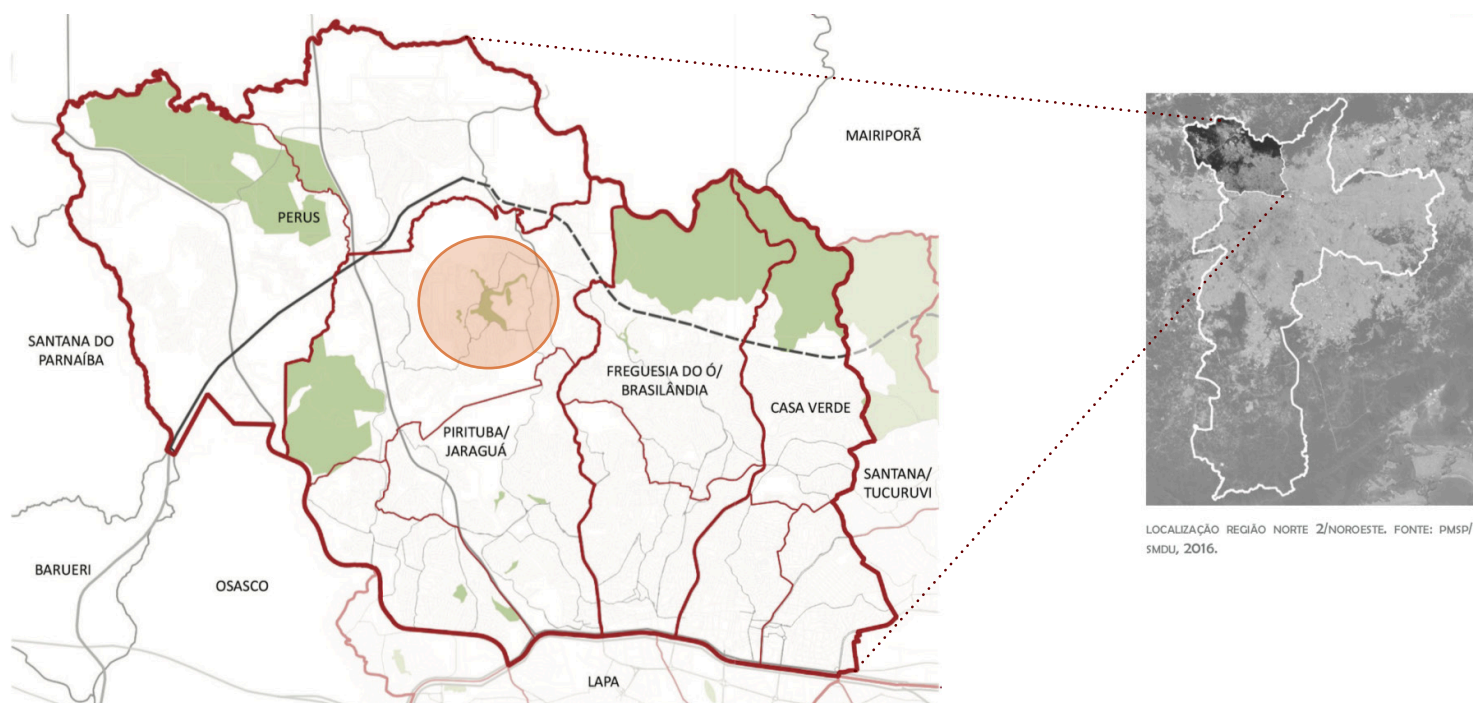 MAIRIPORÃ
PERUS
SANTANA DO
PARNAÍBA
FREGUESIA DO Ó/
BRASILÂNDIA
CASA VERDE
PIRITUBA/
JARAGUÁ
SANTANA/
TUCURUVI
BARUERI
OSASCO
LAPA
LOCALIZAÇÃO REGIÃO NORTE 2/NOROESTE. FONTE: PMSP/
SMDU, 2016.